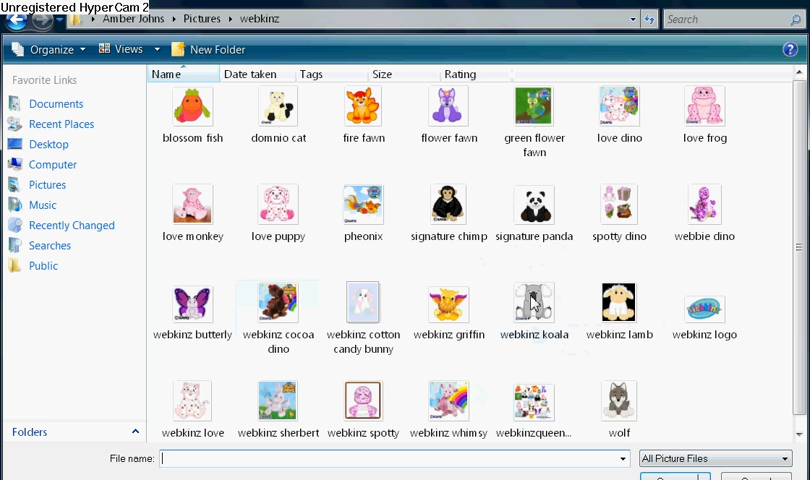 Unregistered HyperCam 2
Amber Johns
Pictures
webkinz
Search
Organize
Views
New Folder
Favorite Links
Name
Date taken
Tags
Size
Rating
Documents
Recent Places
Desktop
Computer
Pictures
Music
Recently Changed
Searches
Public
blossom fish
domnio cat
fire fawn
flower fawn
green flower
fawn
love dino
love frog
love monkey
love puppy
pheonix
signature chimp
signature panda
spotty dino
webbie dino
webkinz butterly
webkinz cocoa
dino
webkinz cotton
candy bunny
webkinz griffin
webkinz koala
webkinz lamb
webkinz logo
webkinz love
webkinz sherbert
webkinz spotty
webkinz whimsy
webkinzqueen...
wolf
Folders
File name:
All Picture Files